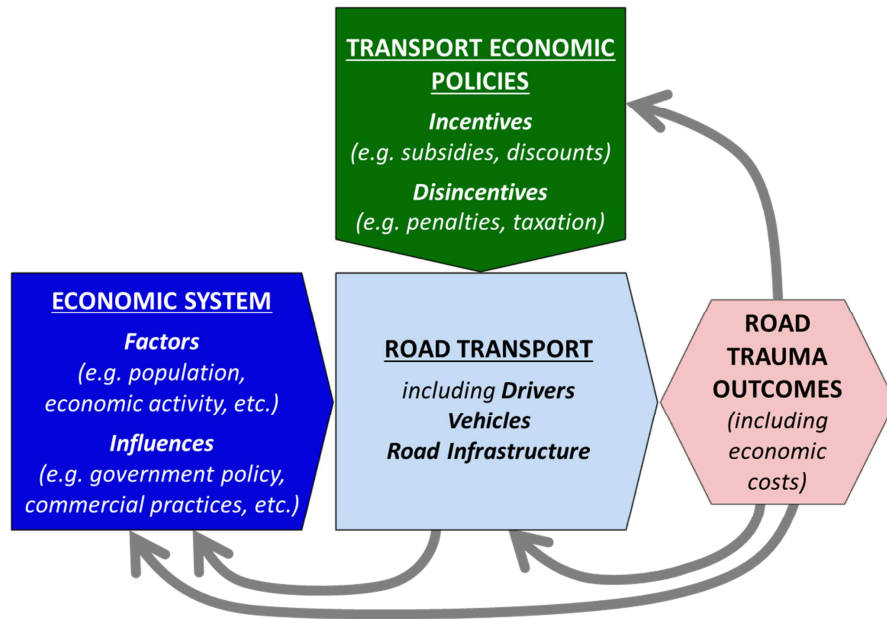 TRANSPORT ECONOMIC
POLICIES
Incentives
(e.g. subsidies, discounts)
Disincentives
(e.g. penalties, taxation)
ECONOMIC SYSTEM
Factors
(e.g. population,
economic activity, etc.)
Influences
(e.g. government policy,
commercial practices, etc.)
ROAD TRANSPORT
including Drivers
Vehicles
Road Infrastructure
ROAD
TRAUMA
OUTCOMES
(including
economic
costs)